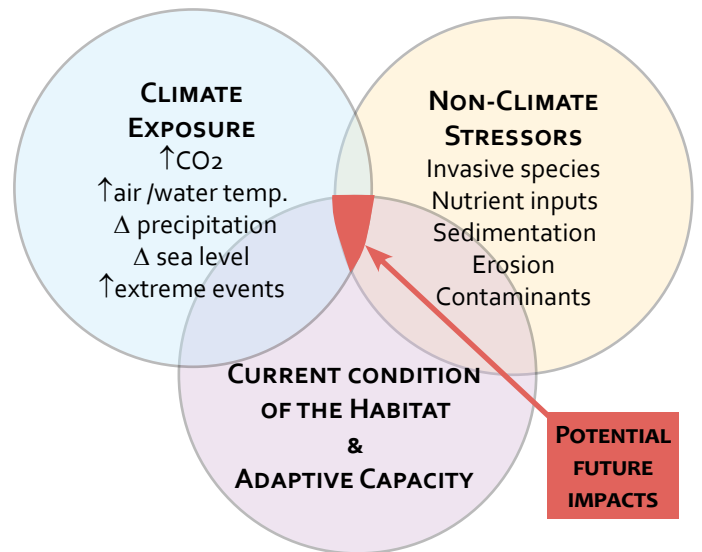 CLIMATE
EXPOSURE
↑CO2
↑air /water temp.
Δ precipitation
Δ sea level
↑extreme events
NON-CLIMATE
STRESSORS
Invasive species
Nutrient inputs
Sedimentation
Erosion
Contaminants
CURRENT CONDITION
OF THE HABITAT
&
ADAPTIVE CAPACITY
POTENTIAL
FUTURE
IMPACTS